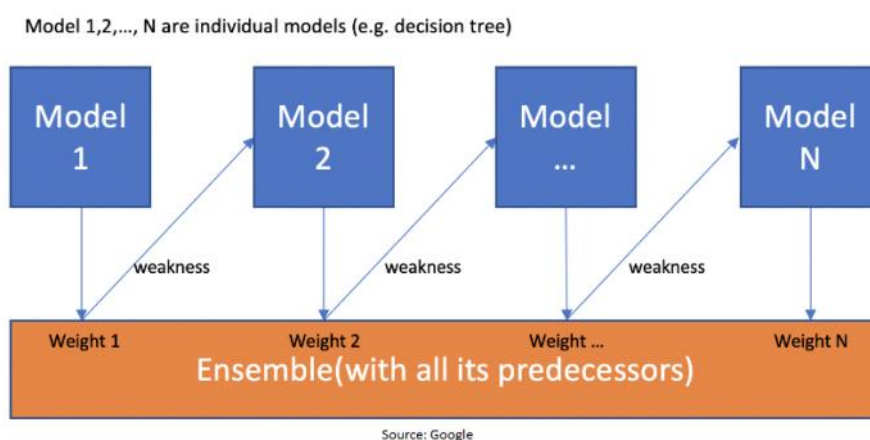 Model 1,2,..., N are individual models (e.g. decision tree)
Model
1
Model
2
Model
...
Model
N
weakness
weakness
weakness
Weight 1
Weight 2
Weight ...
Weight N
Ensemble(with all its predecessors)
Source: Google